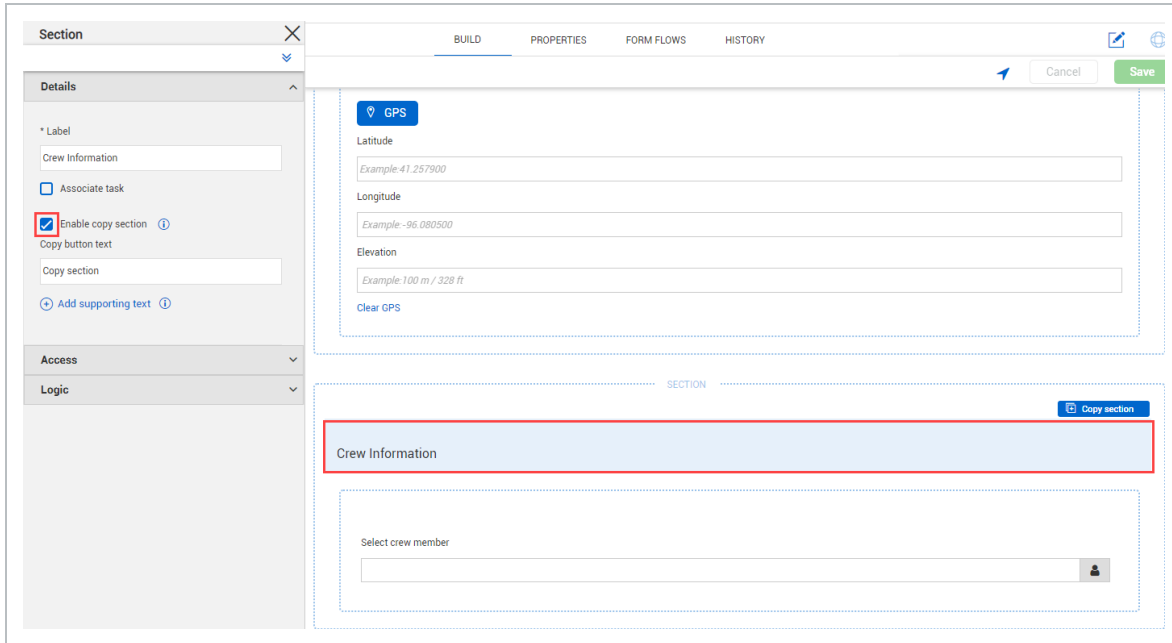 Section
BUILD PROPERTIES FORM FLOWS HISTORY
Cancel Save
Details
* Label
Crew Information
Associate task
Enable copy section
Copy button text
Copy section
Add supporting text
Access
Logic
GPS
Latitude
Example:41.257900
Longitude
Example:-96.080500
Elevation
Example:100 m / 328 ft
Clear GPS
SECTION
Copy section
Crew Information
Select crew member